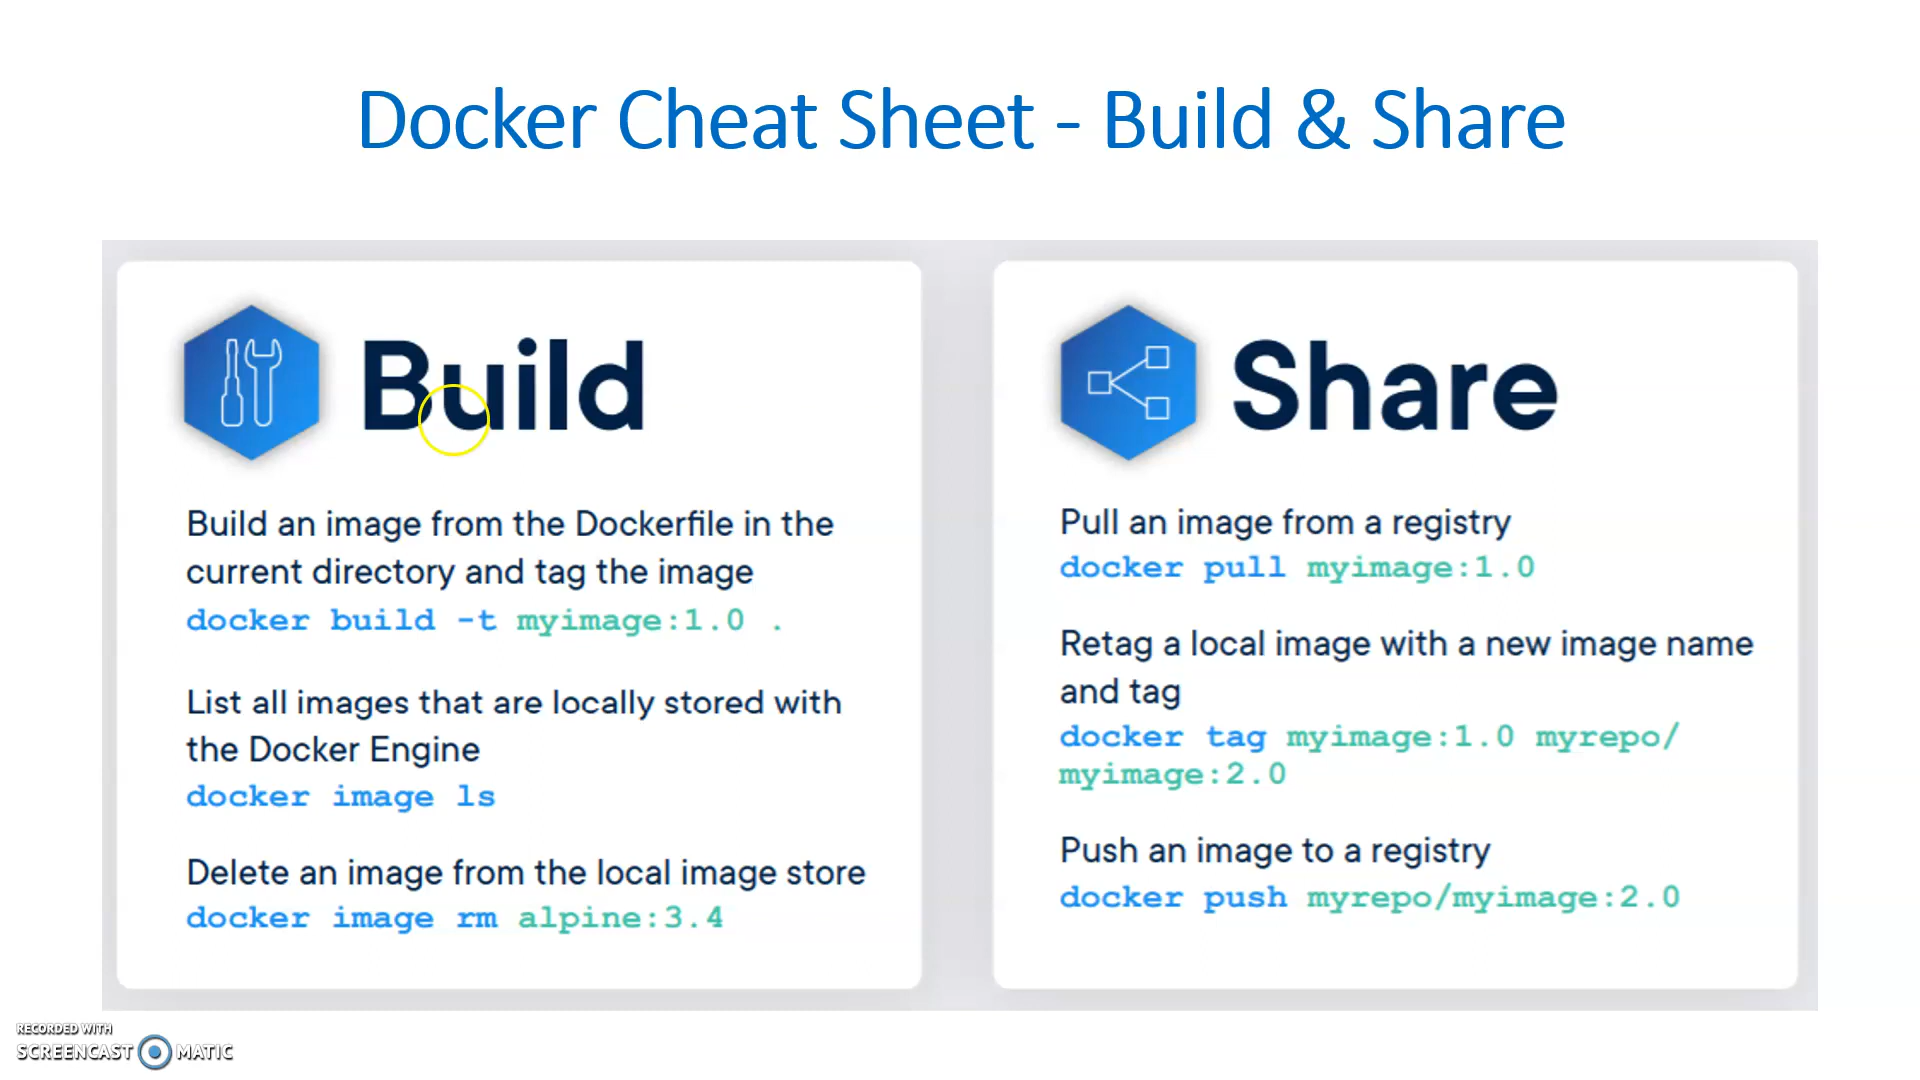 Docker Cheat Sheet - Build & Share
Build
Build an image from the Dockerfile in the
current directory and tag the image
docker build -t myimage:1.0 .
List all images that are locally stored with
the Docker Engine
docker image ls
Delete an image from the local image store
docker image rm alpine:3.4
Share
Pull an image from a registry
docker pull myimage:1.0
Retag a local image with a new image name
and tag
docker tag myimage:1.0 myrepo/
myimage:2.0
Push an image to a registry
docker push myrepo/myimage:2.0
RECORDED WITH
SCREENCAST MATIC